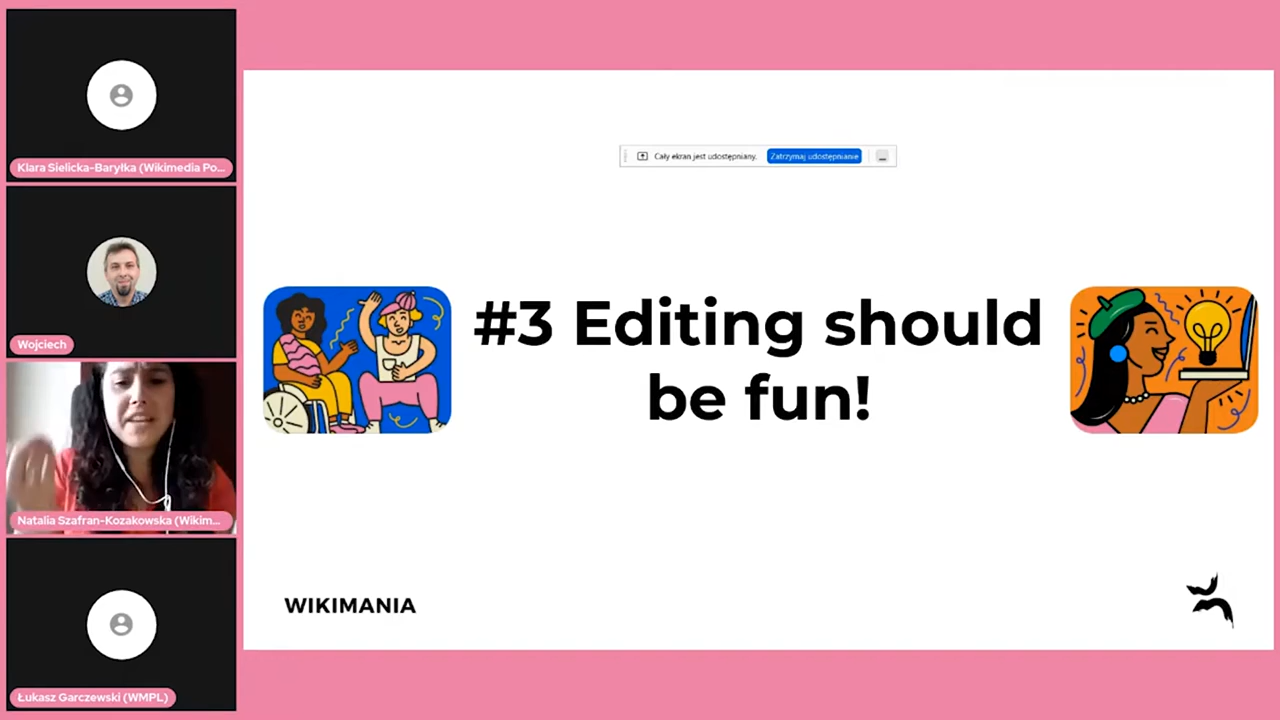 Klara Sielicka-Baryłka (Wikimedia Po...
Wojciech
Natalia Szafran-Kozakowska (Wikim...
Łukasz Garczewski (WMPL)
Cały ekran jest udostępniany. Zatrzymaj udostępnianie
#3 Editing should
be fun!
WIKIMANIA